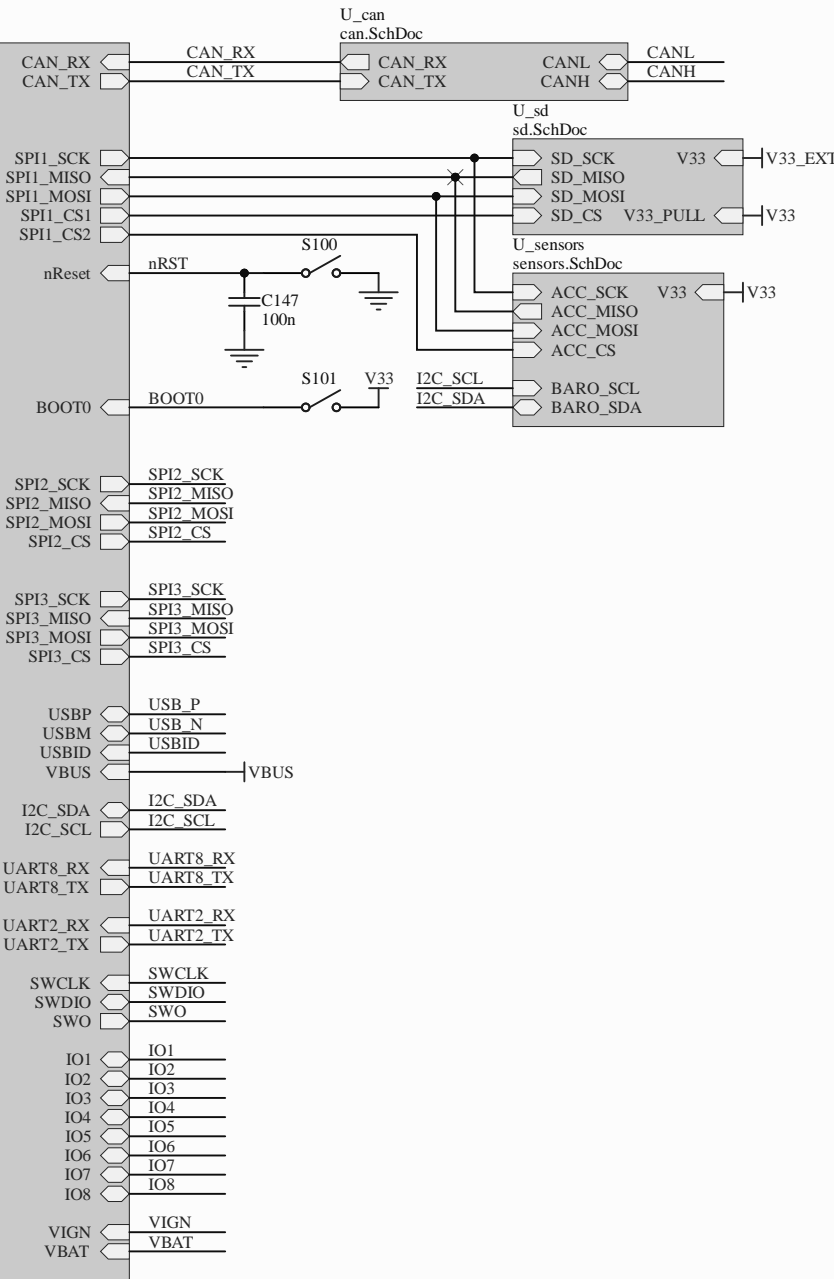 U_can
can.SchDoc
CAN_RX CAN_RX CAN_RX CANL CANL
CAN_TX CAN_TX CAN_TX CANH CANH
U_sd
sd.SchDoc
SPI1_SCK SD_SCK V33 V33_EXT
SPI1_MISO SD_MISO
SPI1_MOSI SD_MOSI
SPI1_CS1 SD_CS V33_PULL V33
SPI1_CS2
U_sensors
sensors.SchDoc
nReset nRST S100
C147
100n
ACC_SCK V33 V33
ACC_MISO
ACC_MOSI
ACC_CS
BOOT0 BOOT0 S101 V33
I2C_SCL BARO_SCL
I2C_SDA BARO_SDA
SPI2_SCK SPI2_SCK
SPI2_MISO SPI2_MISO
SPI2_MOSI SPI2_MOSI
SPI2_CS SPI2_CS
SPI3_SCK SPI3_SCK
SPI3_MISO SPI3_MISO
SPI3_MOSI SPI3_MOSI
SPI3_CS SPI3_CS
USBP USB_P
USBM USB_N
USBID USBID
VBUS VBUS
I2C_SDA I2C_SDA
I2C_SCL I2C_SCL
UART8_RX UART8_RX
UART8_TX UART8_TX
UART2_RX UART2_RX
UART2_TX UART2_TX
SWCLK SWCLK
SWDIO SWDIO
SWO SWO
IO1 IO1
IO2 IO2
IO3 IO3
IO4 IO4
IO5 IO5
IO6 IO6
IO7 IO7
IO8 IO8
VIGN VIGN
VBAT VBAT